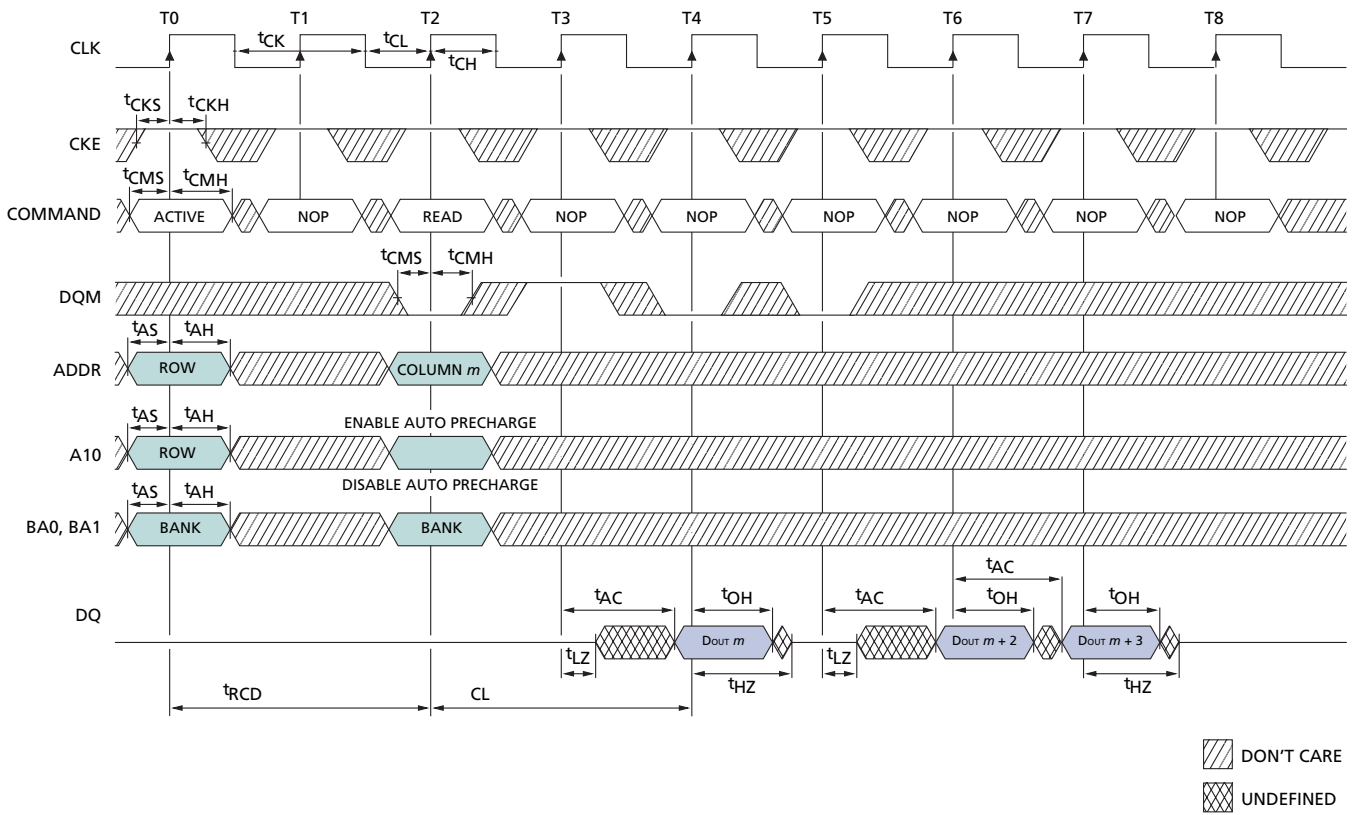 T0 T1 T2 T3 T4 T5 T6 T7 T8
CLK
tCK tCL
tCH
tCKS tCKH
CKE
tCMS tCMH
COMMAND ACTIVE NOP READ NOP NOP NOP NOP NOP NOP
tCMS tCMH
DQM
tAS tAH
ADDR ROW COLUMN m
tAS tAH ENABLE AUTO PRECHARGE
A10 ROW
DISABLE AUTO PRECHARGE
tAS tAH
BA0, BA1 BANK BANK
tAC
tAC tOH tAC tOH tOH
DQ
DOUT m DOUT m + 2 DOUT m + 3
tLZ tLZ
tHZ tHZ
tRCD CL
DON'T CARE
UNDEFINED